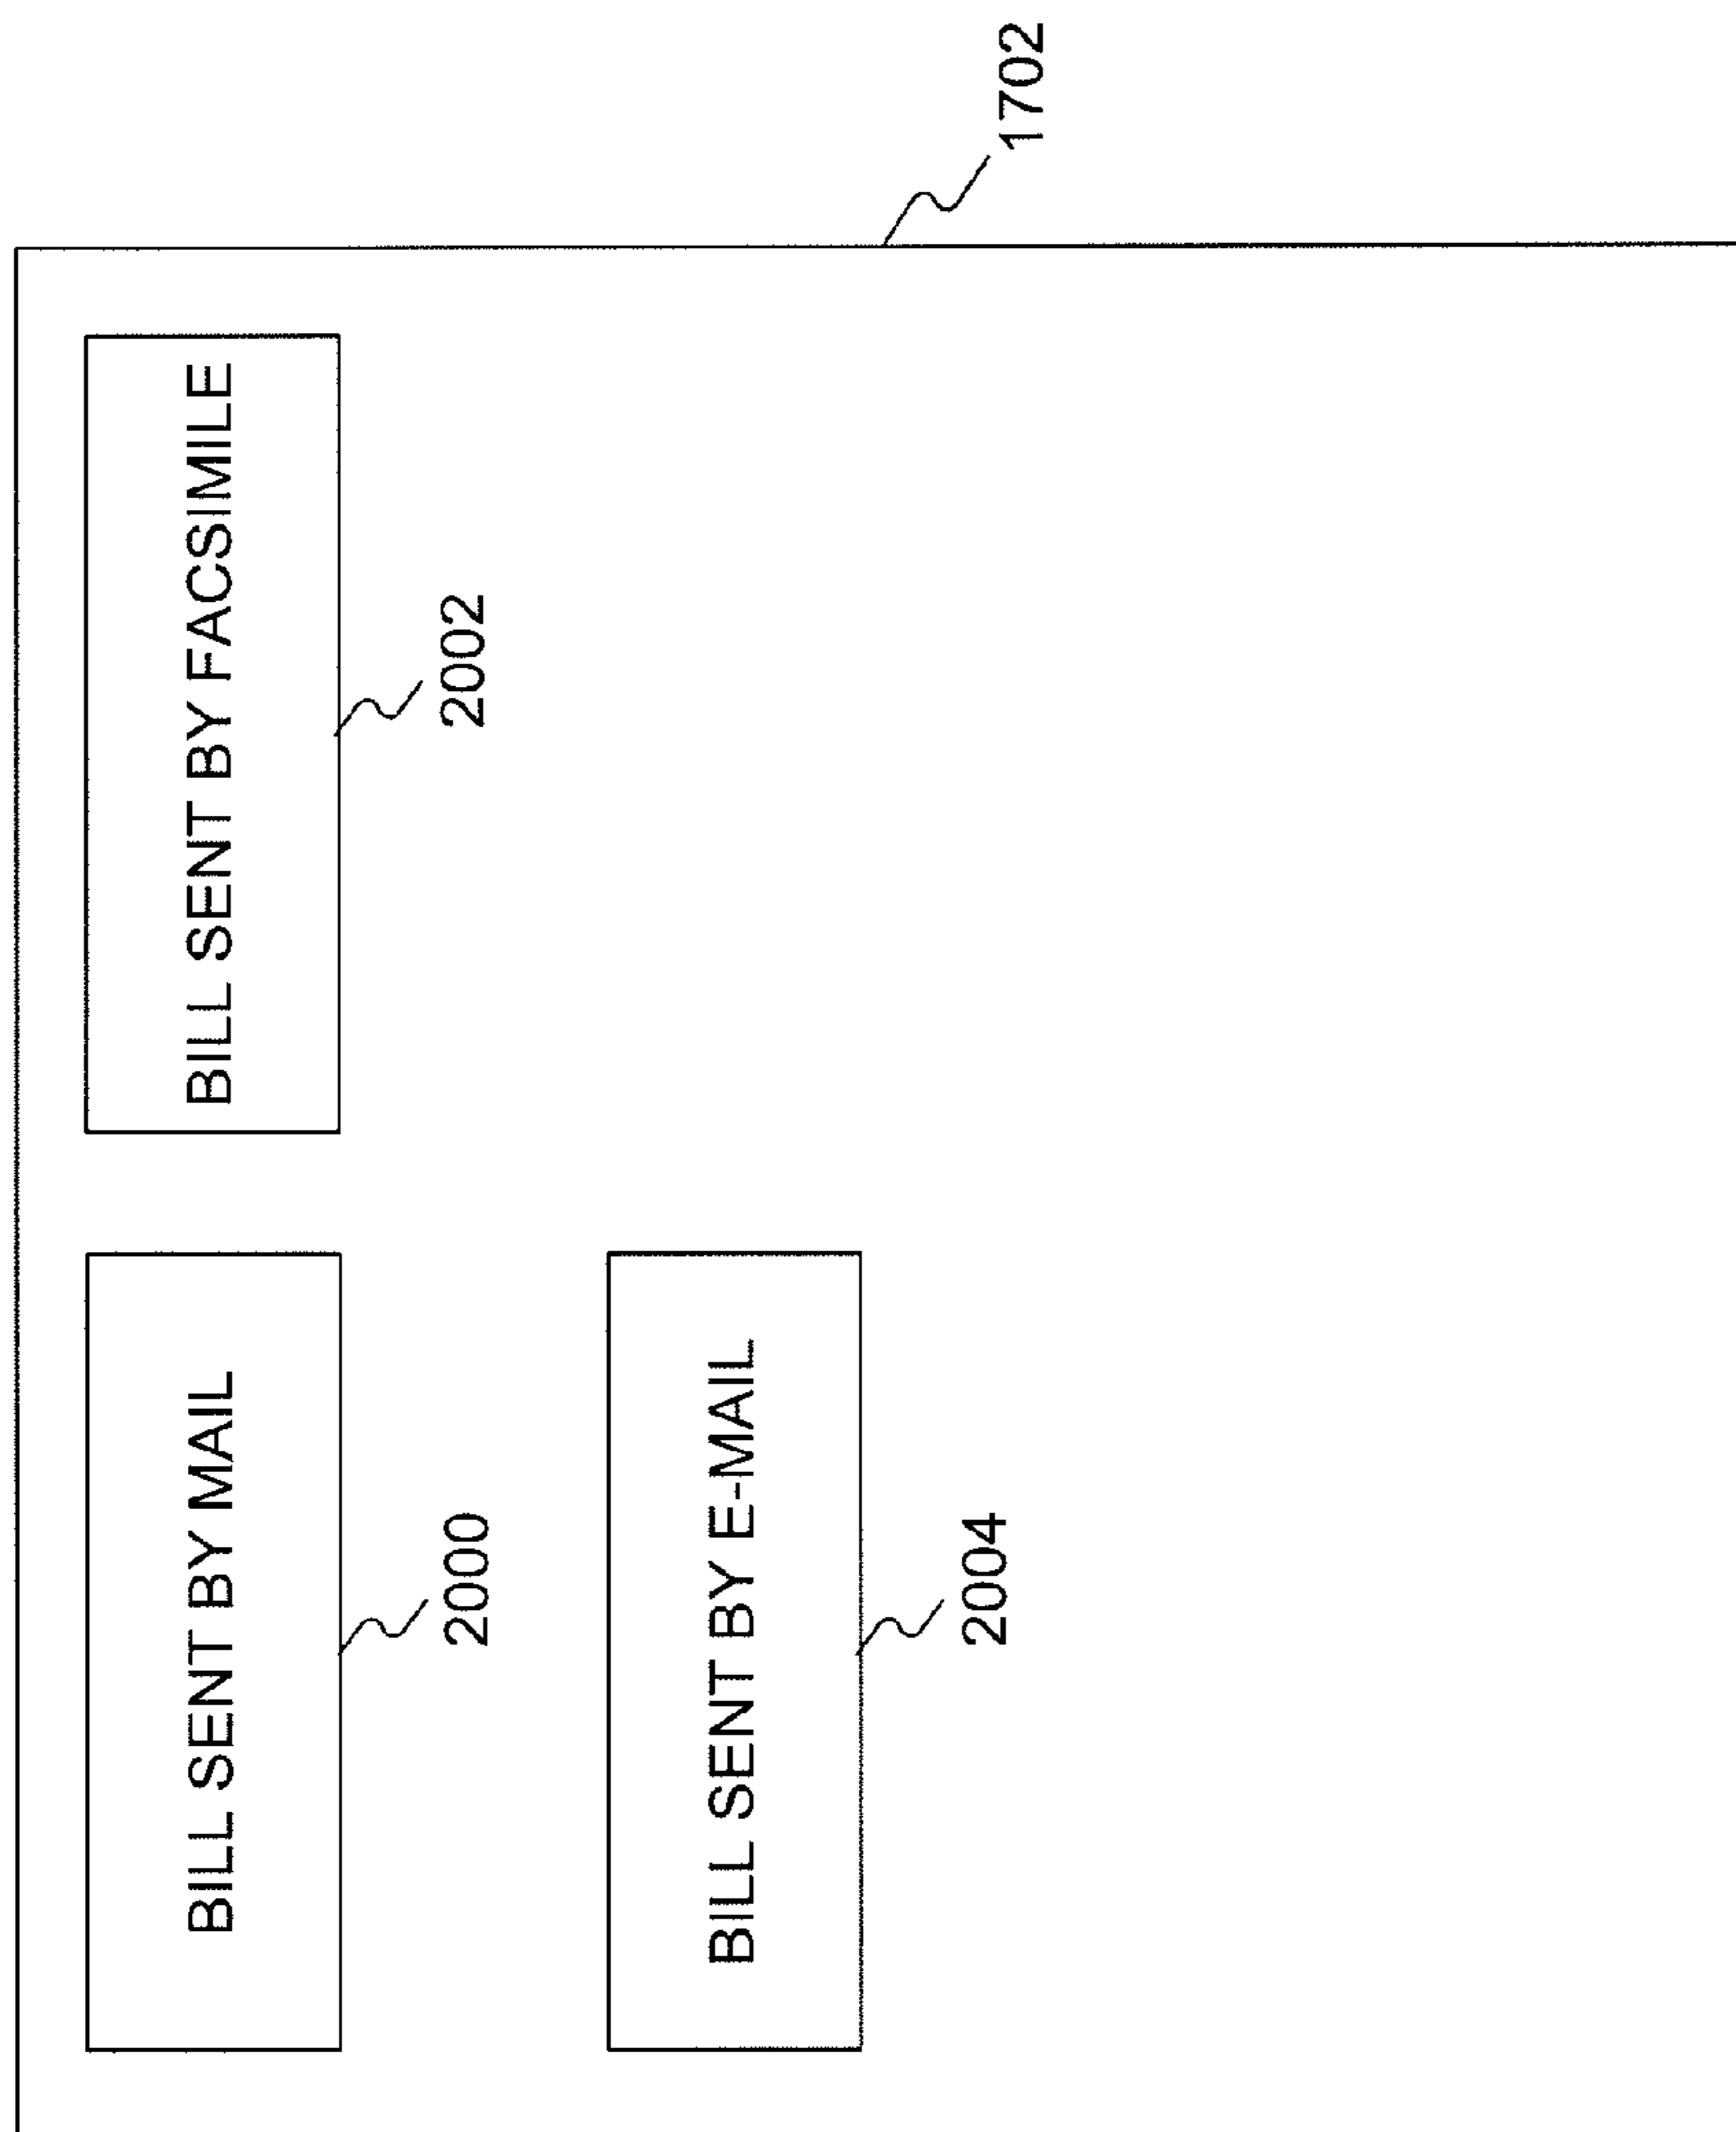 BILL SENT BY MAIL
2000
BILL SENT BY FACSIMILE
2002
BILL SENT BY E-MAIL
2004
1702